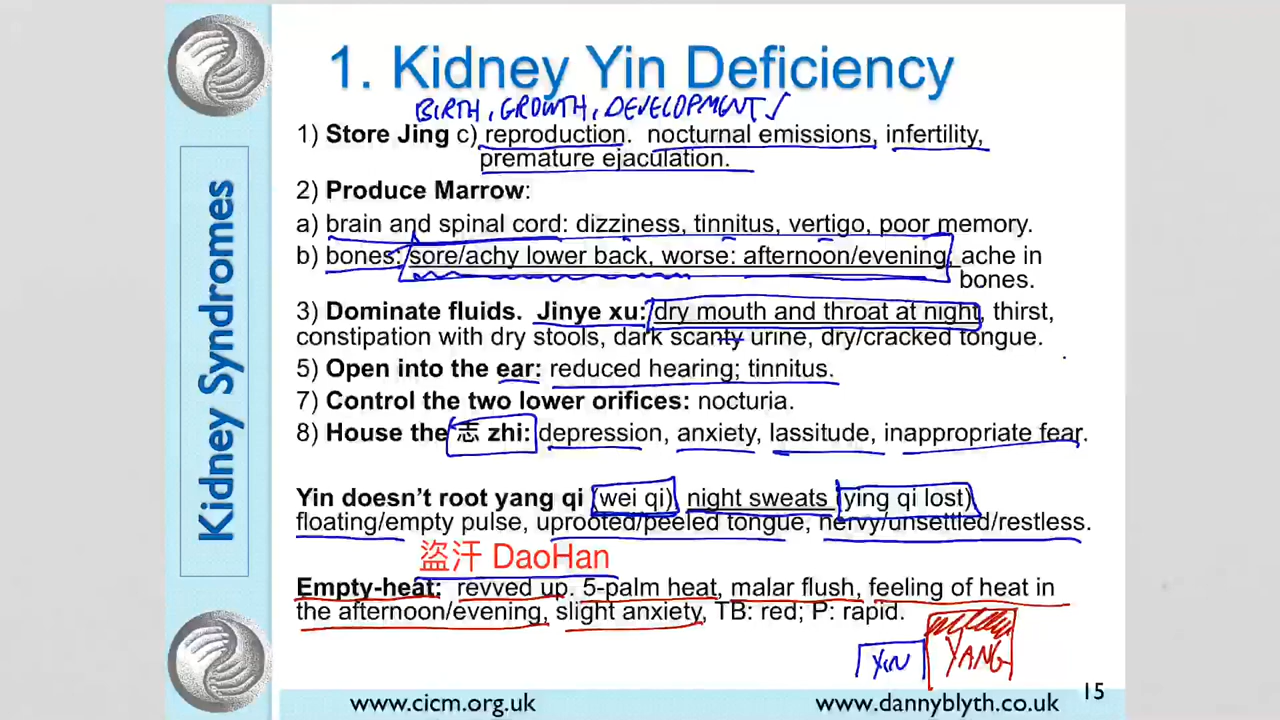 1. Kidney Yin Deficiency
BIRTH, GROWTH, DEVELOPMENT
1) Store Jing c) reproduction. nocturnal emissions, infertility,
premature ejaculation.
2) Produce Marrow:
a) brain and spinal cord: dizziness, tinnitus, vertigo, poor memory.
b) bones: sore/achy lower back, worse: afternoon/evening, ache in
bones.
3) Dominate fluids. Jinye xu: dry mouth and throat at night, thirst,
constipation with dry stools, dark scanty urine, dry/cracked tongue.
5) Open into the ear: reduced hearing; tinnitus.
7) Control the two lower orifices: nocturia.
8) House the 志 zhi: depression, anxiety, lassitude, inappropriate fear.
Yin doesn't root yang qi (wei qi) night sweats (ying qi lost)
floating/empty pulse, uprooted/peeled tongue, nervy/unsettled/restless.
盗汗 DaoHan
Empty-heat: revved up. 5-palm heat, malar flush, feeling of heat in
the afternoon/evening, slight anxiety, TB: red; P: rapid.
YIN YANG
Kidney Syndromes
www.cicm.org.uk
www.dannyblyth.co.uk
15